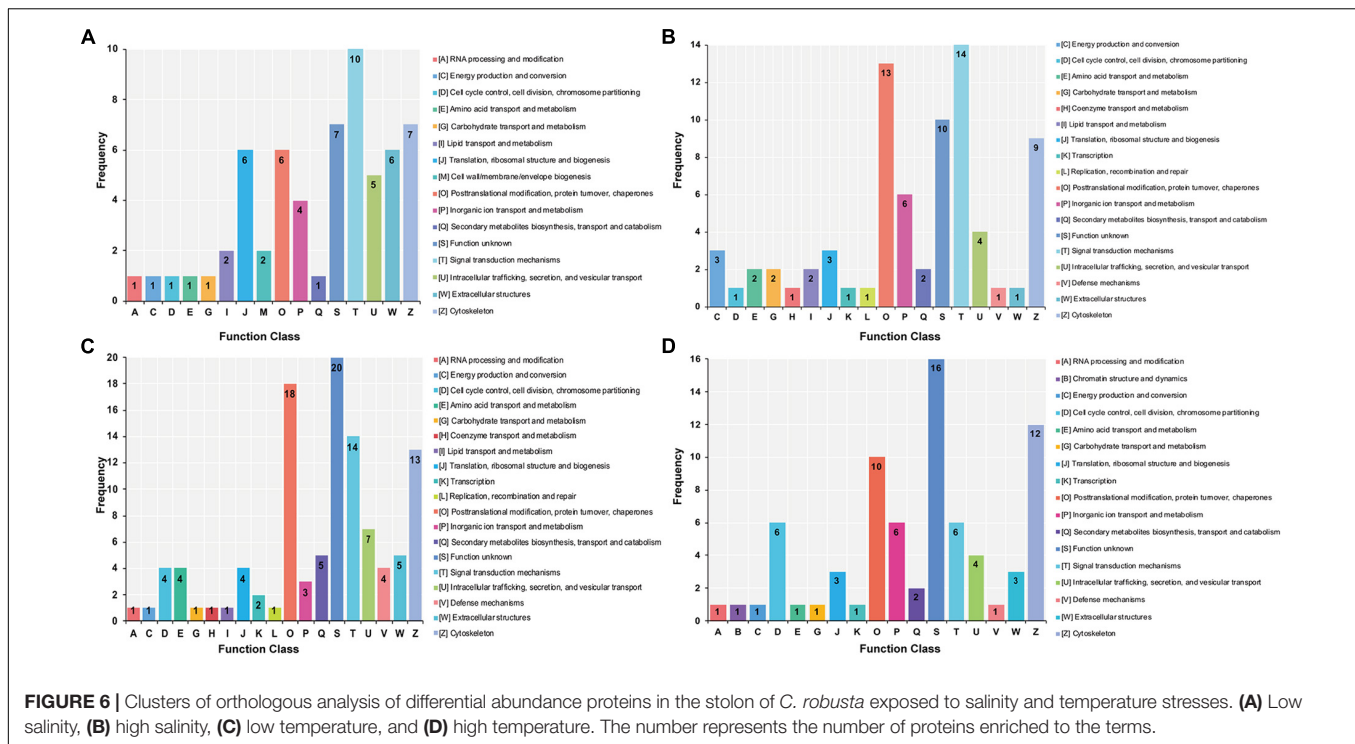 A
Frequency
10
8
6
4
2
0
1
1
1
1
1
2
6
2
6
4
1
7
10
5
6
7
A C D E G I J M O P Q S T U W Z
Function Class
[A] RNA processing and modification
[C] Energy production and conversion
[D] Cell cycle control, cell division, chromosome partitioning
[E] Amino acid transport and metabolism
[G] Carbohydrate transport and metabolism
[I] Lipid transport and metabolism
[J] Translation, ribosomal structure and biogenesis
[M] Cell wall/membrane/envelope biogenesis
[O] Posttranslational modification, protein turnover, chaperones
[P] Inorganic ion transport and metabolism
[Q] Secondary metabolites biosynthesis, transport and catabolism
[S] Function unknown
[T] Signal transduction mechanisms
[U] Intracellular trafficking, secretion, and vesicular transport
[W] Extracellular structures
[Z] Cytoskeleton
B
Frequency
14
12
10
8
6
4
2
0
3
1
2
2
1
2
3
1
1
13
6
2
10
14
4
1
1
9
C D E G H I J K L O P Q S T U V W Z
Function Class
[C] Energy production and conversion
[D] Cell cycle control, cell division, chromosome partitioning
[E] Amino acid transport and metabolism
[G] Carbohydrate transport and metabolism
[H] Coenzyme transport and metabolism
[I] Lipid transport and metabolism
[J] Translation, ribosomal structure and biogenesis
[K] Transcription
[L] Replication, recombination and repair
[O] Posttranslational modification, protein turnover, chaperones
[P] Inorganic ion transport and metabolism
[Q] Secondary metabolites biosynthesis, transport and catabolism
[S] Function unknown
[T] Signal transduction mechanisms
[U] Intracellular trafficking, secretion, and vesicular transport
[V] Defense mechanisms
[W] Extracellular structures
[Z] Cytoskeleton
C
Frequency
20
18
16
14
12
10
8
6
4
2
0
1
1
4
4
1
1
1
4
2
1
18
3
5
20
14
7
4
5
13
A C D E G H I J K L O P Q S T U V W Z
Function Class
[A] RNA processing and modification
[C] Energy production and conversion
[D] Cell cycle control, cell division, chromosome partitioning
[E] Amino acid transport and metabolism
[G] Carbohydrate transport and metabolism
[H] Coenzyme transport and metabolism
[I] Lipid transport and metabolism
[J] Translation, ribosomal structure and biogenesis
[K] Transcription
[L] Replication, recombination and repair
[O] Posttranslational modification, protein turnover, chaperones
[P] Inorganic ion transport and metabolism
[Q] Secondary metabolites biosynthesis, transport and catabolism
[S] Function unknown
[T] Signal transduction mechanisms
[U] Intracellular trafficking, secretion, and vesicular transport
[V] Defense mechanisms
[W] Extracellular structures
[Z] Cytoskeleton
D
Frequency
16
14
12
10
8
6
4
2
0
1
1
1
6
1
1
3
1
10
6
2
16
6
4
1
3
12
A B C D E G J K O P Q S T U V W Z
Function Class
[A] RNA processing and modification
[B] Chromatin structure and dynamics
[C] Energy production and conversion
[D] Cell cycle control, cell division, chromosome partitioning
[E] Amino acid transport and metabolism
[G] Carbohydrate transport and metabolism
[J] Translation, ribosomal structure and biogenesis
[K] Transcription
[O] Posttranslational modification, protein turnover, chaperones
[P] Inorganic ion transport and metabolism
[Q] Secondary metabolites biosynthesis, transport and catabolism
[S] Function unknown
[T] Signal transduction mechanisms
[U] Intracellular trafficking, secretion, and vesicular transport
[V] Defense mechanisms
[W] Extracellular structures
[Z] Cytoskeleton
FIGURE 6 | Clusters of orthologous analysis of differential abundance proteins in the stolon of C. robusta exposed to salinity and temperature stresses. (A) Low
salinity, (B) high salinity, (C) low temperature, and (D) high temperature. The number represents the number of proteins enriched to the terms.